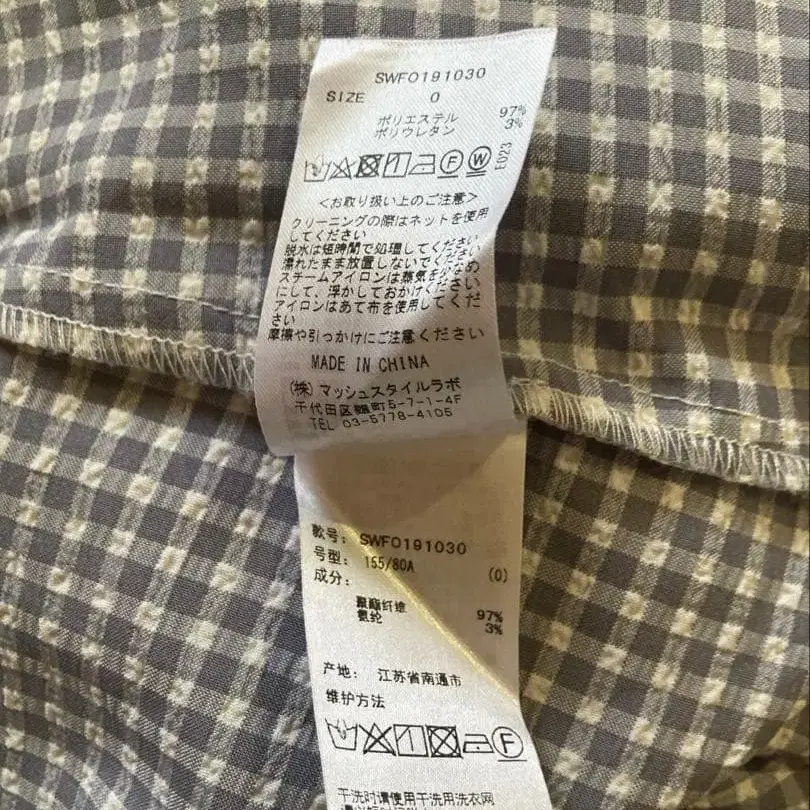 SWFO191030
SIZE 0
ポリエステル 97%
ポリウレタン 3%
F W E023
<お取り扱い上のご注意>
クリーニングの際はネットを使用
してください
脱水は短時間で処理してください
濡れたまま放置しないでください
スチームアイロンは蒸気を少なめ
にして、浮かしておかけください
アイロンはあて布を使用してくだ
さい
摩擦や引っかけにご注意ください
MADE IN CHINA
(株)マッシュスタイルラボ
千代田区麹町5-7-1-4F
TEL 03-5778-4105
款号: SWFO191030
号型: 155/80A (0)
成分:
聚酯纤维 97%
氨纶 3%
产地: 江苏省南通市
维护方法
F
干洗时请使用干洗用洗衣网